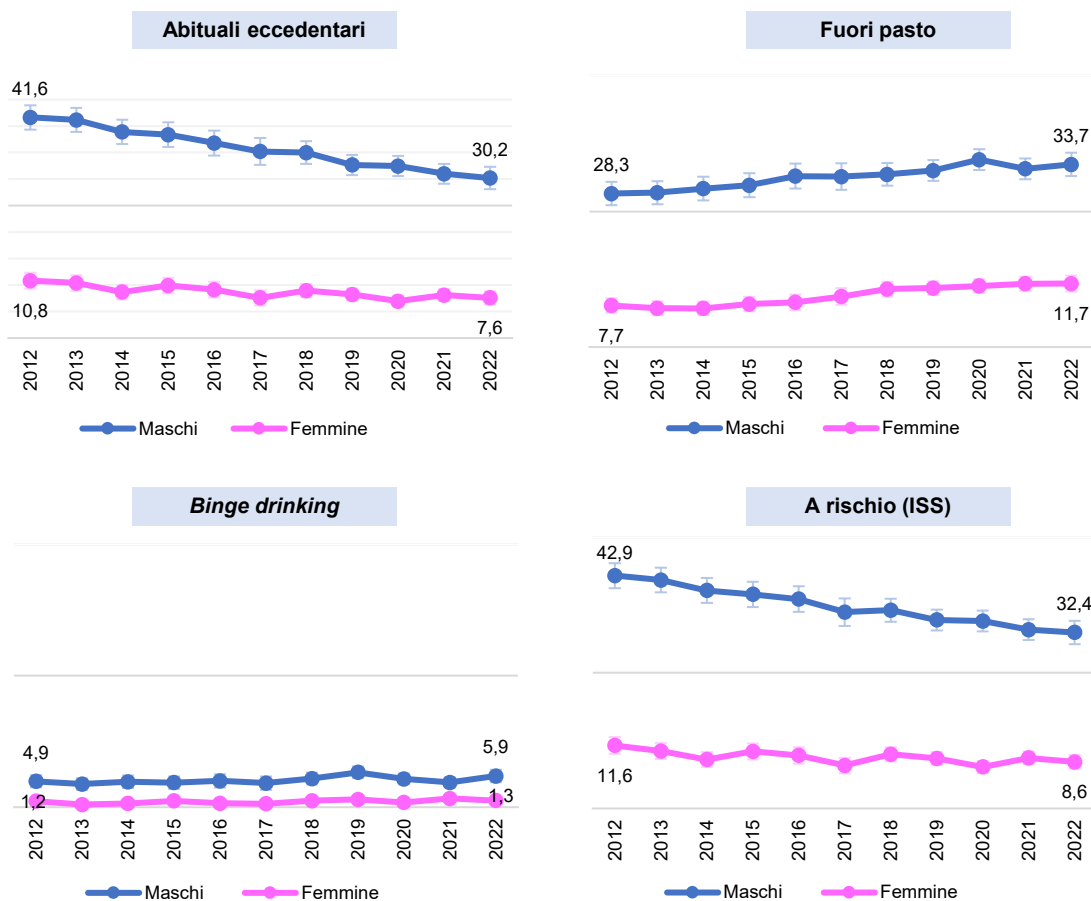 Abituali eccedentari
41,6
30,2
10,8
7,6
2012 2013 2014 2015 2016 2017 2018 2019 2020 2021 2022
Maschi Femmine
Fuori pasto
28,3
33,7
7,7
11,7
2012 2013 2014 2015 2016 2017 2018 2019 2020 2021 2022
Maschi Femmine
Binge drinking
4,9
5,9
1,2
1,3
2012 2013 2014 2015 2016 2017 2018 2019 2020 2021 2022
Maschi Femmine
A rischio (ISS)
42,9
32,4
11,6
8,6
2012 2013 2014 2015 2016 2017 2018 2019 2020 2021 2022
Maschi Femmine